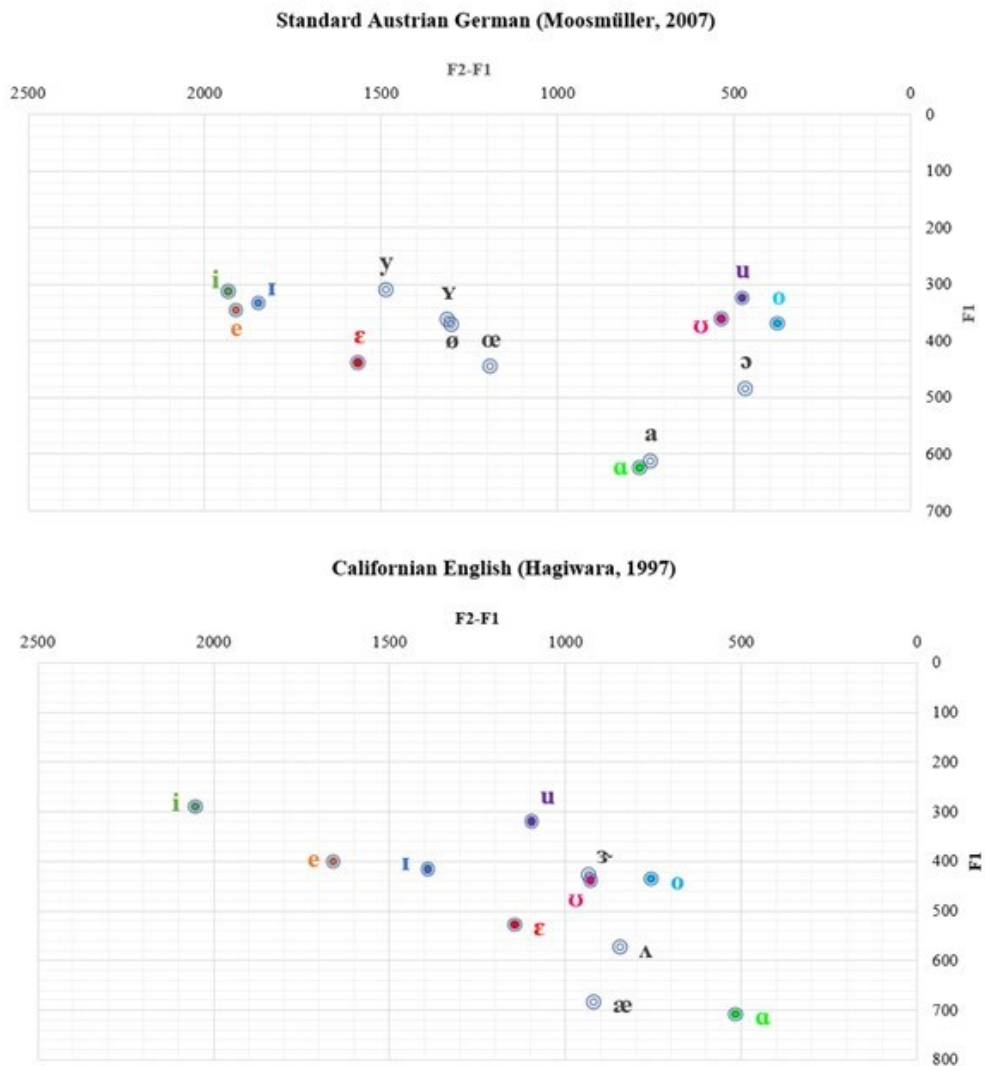 Standard Austrian German (Moosmüller, 2007)
F2-F1
2500 2000 1500 1000 500 0
0
100
200
300
400
500
600
700
F1
i
ɪ
e
y
ʏ
ɛ
ø
œ
u
o
ʊ
ɔ
a
ɑ
Californian English (Hagiwara, 1997)
F2-F1
2500 2000 1500 1000 500 0
0
100
200
300
400
500
600
700
800
F1
i
u
e
ɪ
ɝ
ʊ
o
ɛ
ʌ
æ
ɑ